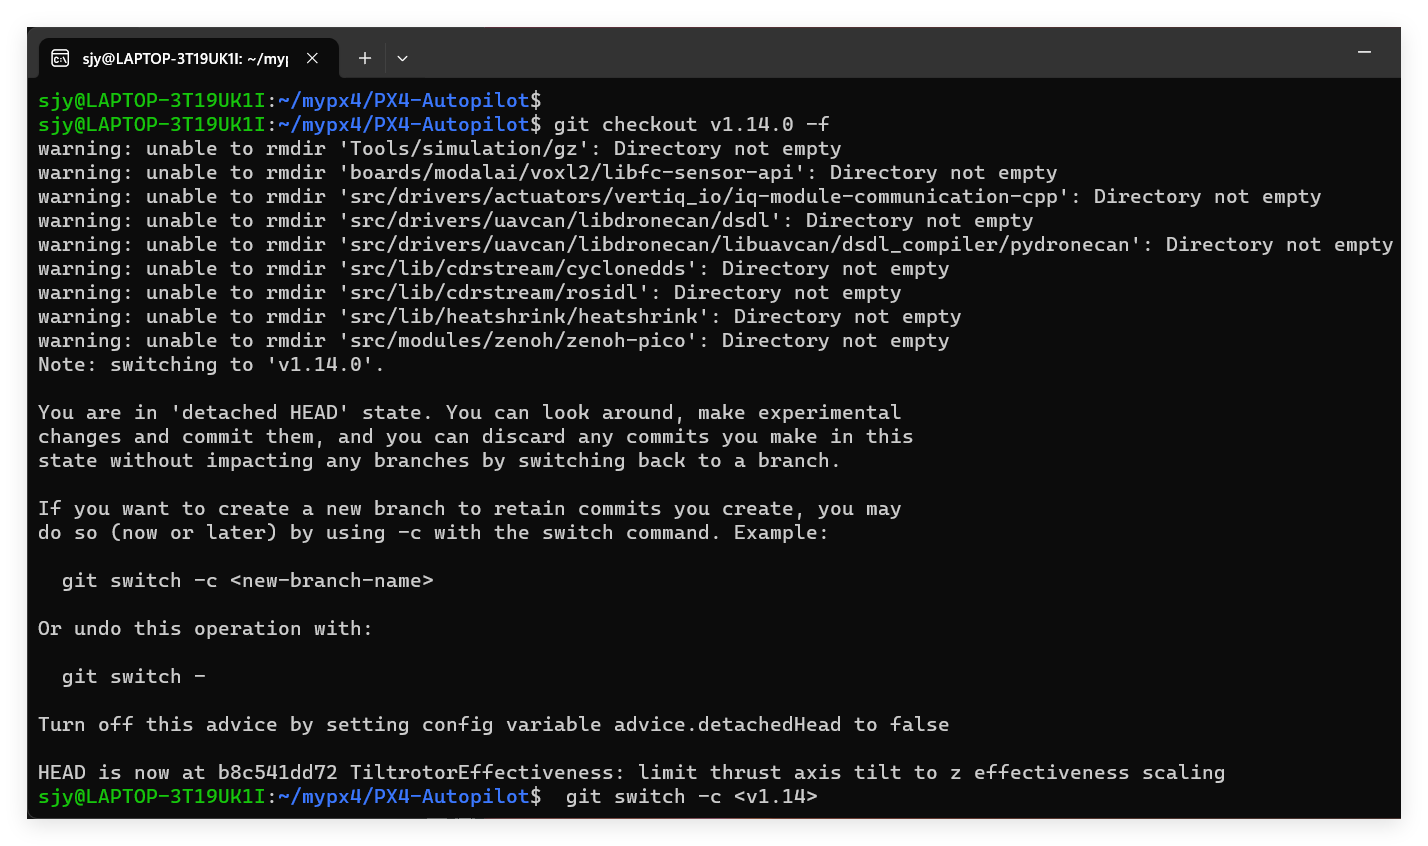 sjy@LAPTOP-3T19UK1I: ~/myp
sjy@LAPTOP-3T19UK1I:~/mypx4/PX4-Autopilot$
sjy@LAPTOP-3T19UK1I:~/mypx4/PX4-Autopilot$ git checkout v1.14.0 -f
warning: unable to rmdir 'Tools/simulation/gz': Directory not empty
warning: unable to rmdir 'boards/modalai/voxl2/libfc-sensor-api': Directory not empty
warning: unable to rmdir 'src/drivers/actuators/vertiq_io/iq-module-communication-cpp': Directory not empty
warning: unable to rmdir 'src/drivers/uavcan/libdronecan/dsdl': Directory not empty
warning: unable to rmdir 'src/drivers/uavcan/libdronecan/libuavcan/dsdl_compiler/pydronecan': Directory not empty
warning: unable to rmdir 'src/lib/cdrstream/cyclonedds': Directory not empty
warning: unable to rmdir 'src/lib/cdrstream/rosidl': Directory not empty
warning: unable to rmdir 'src/lib/heatshrink/heatshrink': Directory not empty
warning: unable to rmdir 'src/modules/zenoh/zenoh-pico': Directory not empty
Note: switching to 'v1.14.0'.

You are in 'detached HEAD' state. You can look around, make experimental
changes and commit them, and you can discard any commits you make in this
state without impacting any branches by switching back to a branch.

If you want to create a new branch to retain commits you create, you may
do so (now or later) by using -c with the switch command. Example:

  git switch -c <new-branch-name>

Or undo this operation with:

  git switch -

Turn off this advice by setting config variable advice.detachedHead to false

HEAD is now at b8c541dd72 TiltrotorEffectiveness: limit thrust axis tilt to z effectiveness scaling
sjy@LAPTOP-3T19UK1I:~/mypx4/PX4-Autopilot$  git switch -c <v1.14>